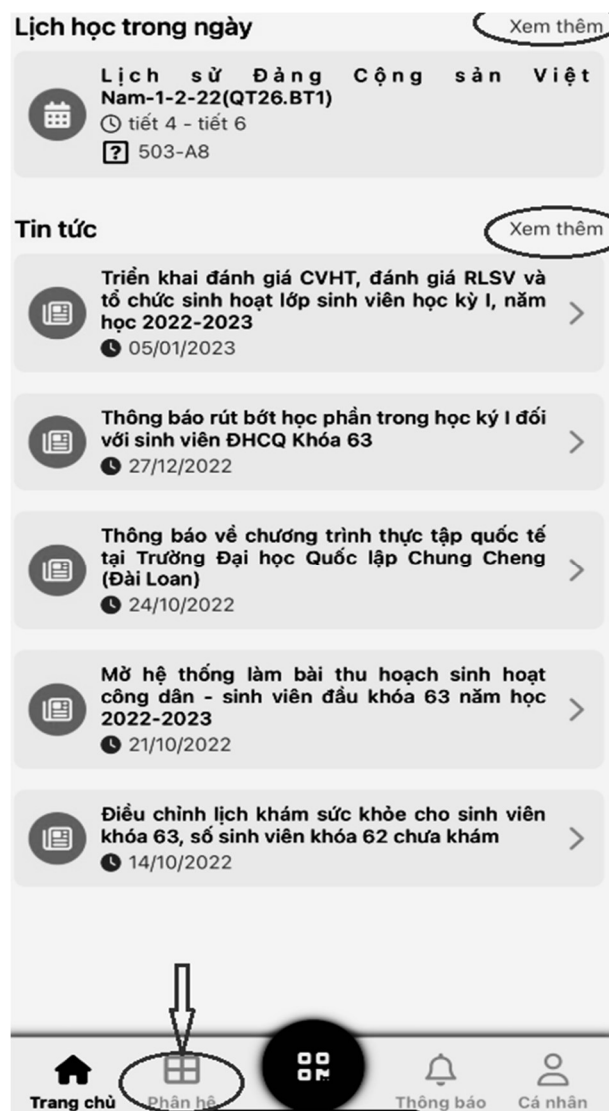 Lịch học trong ngày
Xem thêm
Lịch sử Đảng Cộng sản Việt
Nam-1-2-22(QT26.BT1)
tiết 4 - tiết 6
503-A8
Tin tức
Xem thêm
Triển khai đánh giá CVHT, đánh giá RLSV và
tổ chức sinh hoạt lớp sinh viên học kỳ I, năm
học 2022-2023
05/01/2023
Thông báo rút bớt học phần trong học ký I đối
với sinh viên ĐHCQ Khóa 63
27/12/2022
Thông báo về chương trình thực tập quốc tế
tại Trường Đại học Quốc lập Chung Cheng
(Đài Loan)
24/10/2022
Mở hệ thống làm bài thu hoạch sinh hoạt
công dân - sinh viên đầu khóa 63 năm học
2022-2023
21/10/2022
Điều chỉnh lịch khám sức khỏe cho sinh viên
khóa 63, số sinh viên khóa 62 chưa khám
14/10/2022
Trang chủ
Phân hệ
Thông báo
Cá nhân